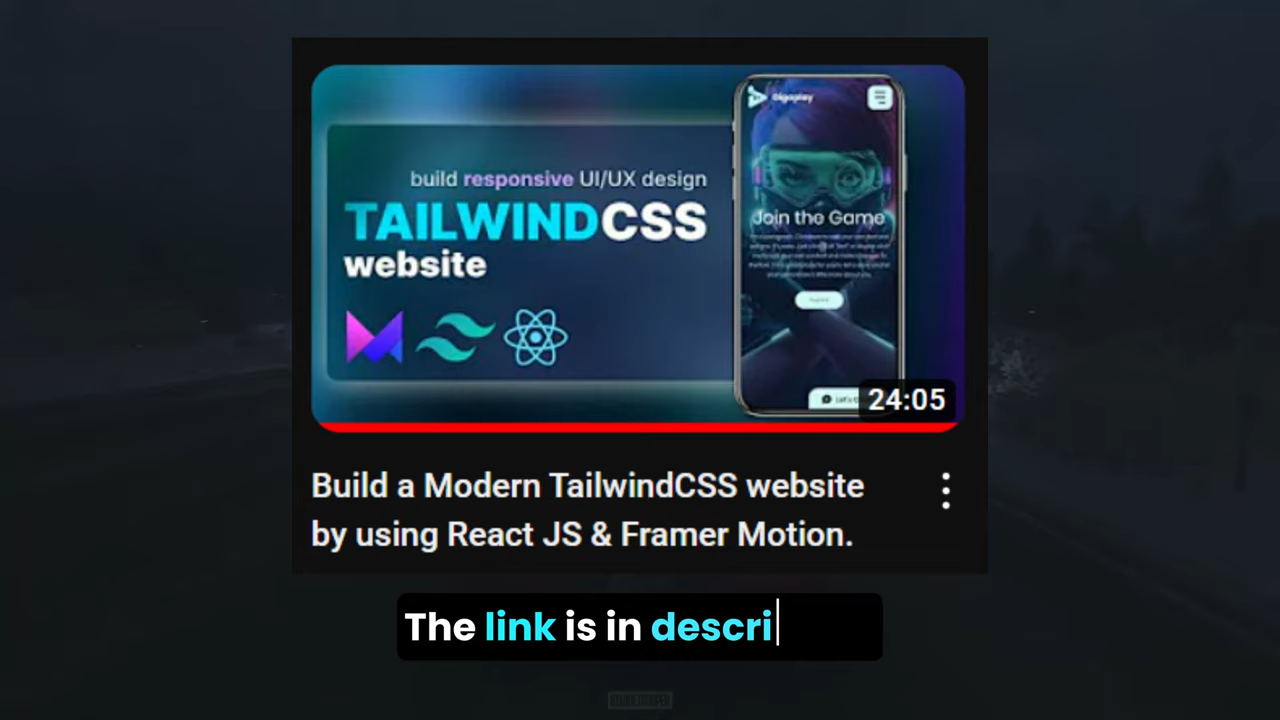 build responsive UI/UX design
TAILWINDCSS
website
Join the Game
24:05
Build a Modern TailwindCSS website
by using React JS & Framer Motion.
The link is in descri